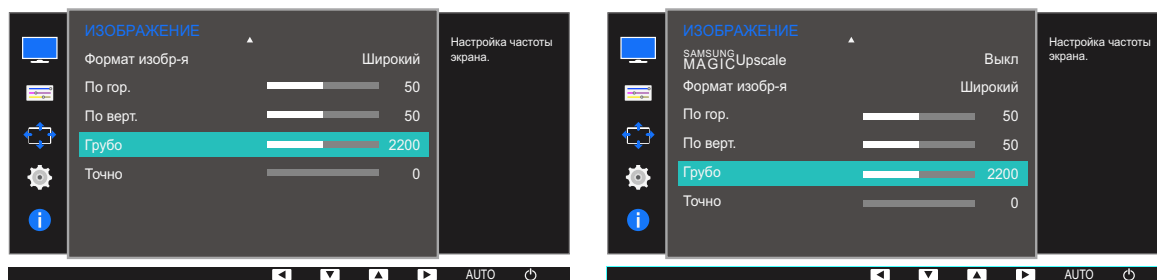 ИЗОБРАЖЕНИЕ
Формат изобр-я Широкий
По гор. 50
По верт. 50
Грубо 2200
Точно 0
Настройка частоты
экрана.
AUTO
ИЗОБРАЖЕНИЕ
SAMSUNG
MAGIC Upscale Выкл
Формат изобр-я Широкий
По гор. 50
По верт. 50
Грубо 2200
Точно 0
Настройка частоты
экрана.
AUTO